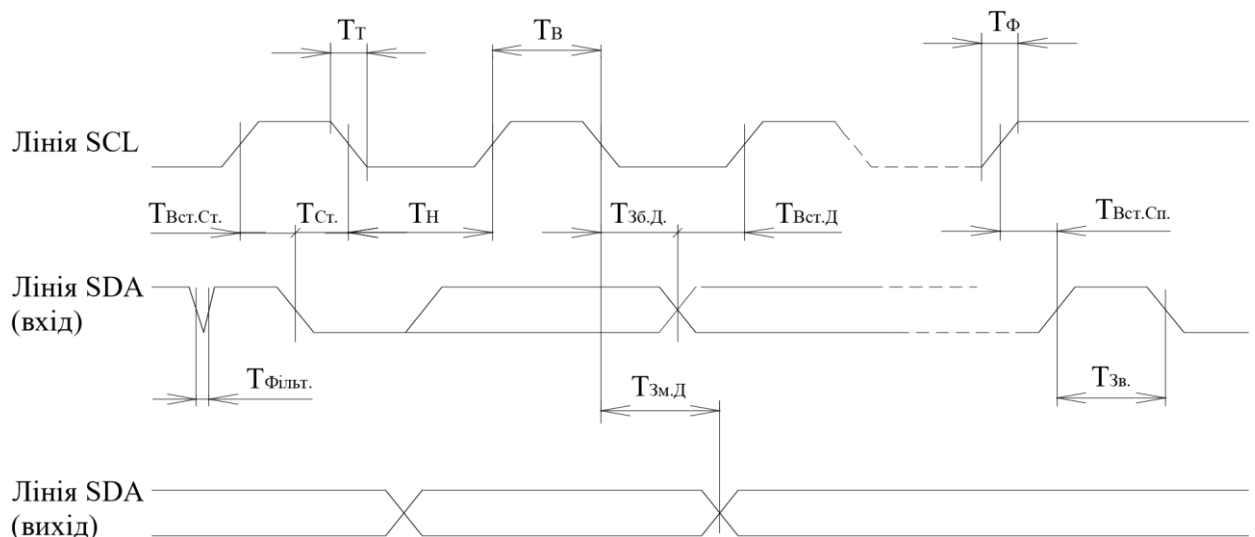 TТ TВ TФ
Лінія SCL
TВст.Ст. TСт. TН TЗб.Д. TВст.Д TВст.Сп.
Лінія SDA
(вхід)
TФільт. TЗм.Д TЗв.
Лінія SDA
(вихід)